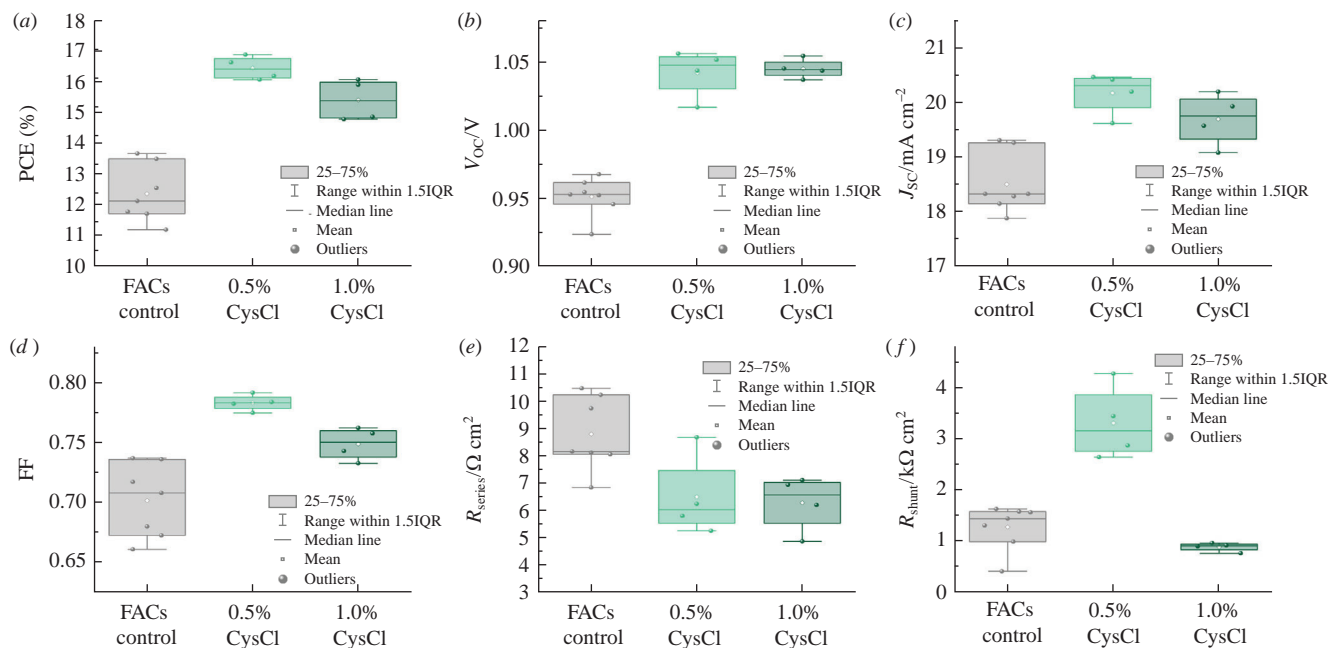 (a)
18
17
16
15
14
13
12
11
10
PCE (%)
25–75%
Range within 1.5IQR
Median line
Mean
Outliers
FACs control
0.5% CysCl
1.0% CysCl
(b)
1.05
1.00
0.95
0.90
VOC/V
25–75%
Range within 1.5IQR
Median line
Mean
Outliers
FACs control
0.5% CysCl
1.0% CysCl
(c)
21
20
19
18
17
JSC/mA cm−2
25–75%
Range within 1.5IQR
Median line
Mean
Outliers
FACs control
0.5% CysCl
1.0% CysCl
(d)
0.80
0.75
0.70
0.65
FF
25–75%
Range within 1.5IQR
Median line
Mean
Outliers
FACs
control
0.5%
CysCl
1.0%
CysCl
(e)
12
11
10
9
8
7
6
5
4
3
Rseries/Ω cm2
25–75%
Range within 1.5IQR
Median line
Mean
Outliers
FACs
control
0.5%
CysCl
1.0%
CysCl
(f)
5
4
3
2
1
0
Rshunt/kΩ cm2
25–75%
Range within 1.5IQR
Median line
Mean
Outliers
FACs
control
0.5%
CysCl
1.0%
CysCl